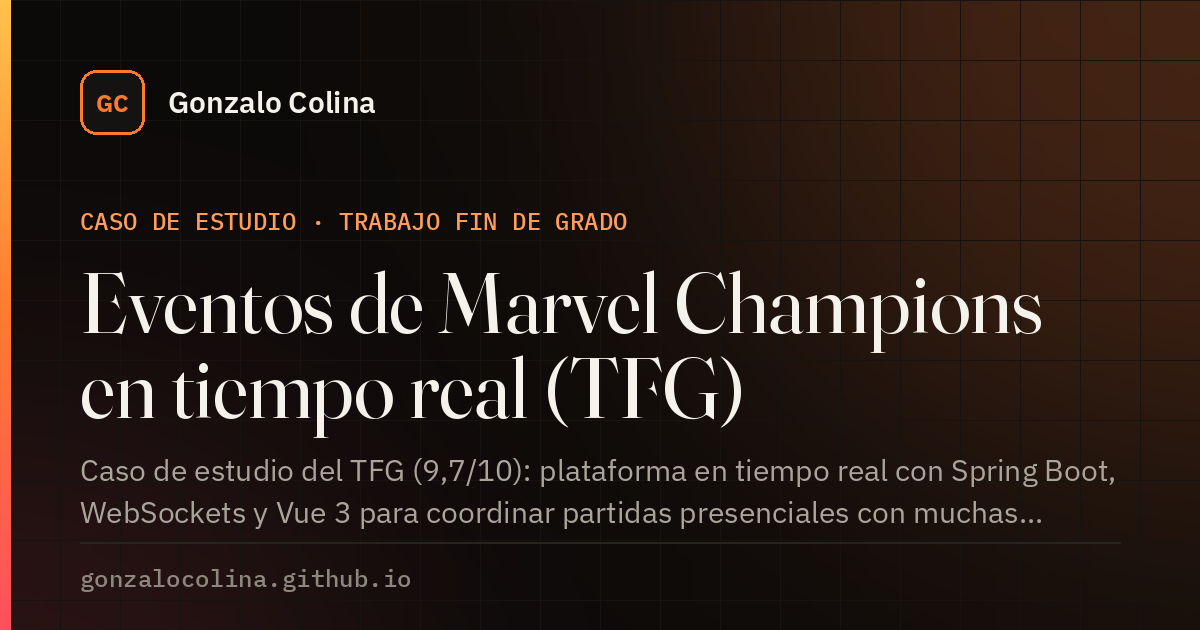 GC
Gonzalo Colina
CASO DE ESTUDIO · TRABAJO FIN DE GRADO
Eventos de Marvel Champions
en tiempo real (TFG)
Caso de estudio del TFG (9,7/10): plataforma en tiempo real con Spring Boot,
WebSockets y Vue 3 para coordinar partidas presenciales con muchas…
gonzalocolina.github.io